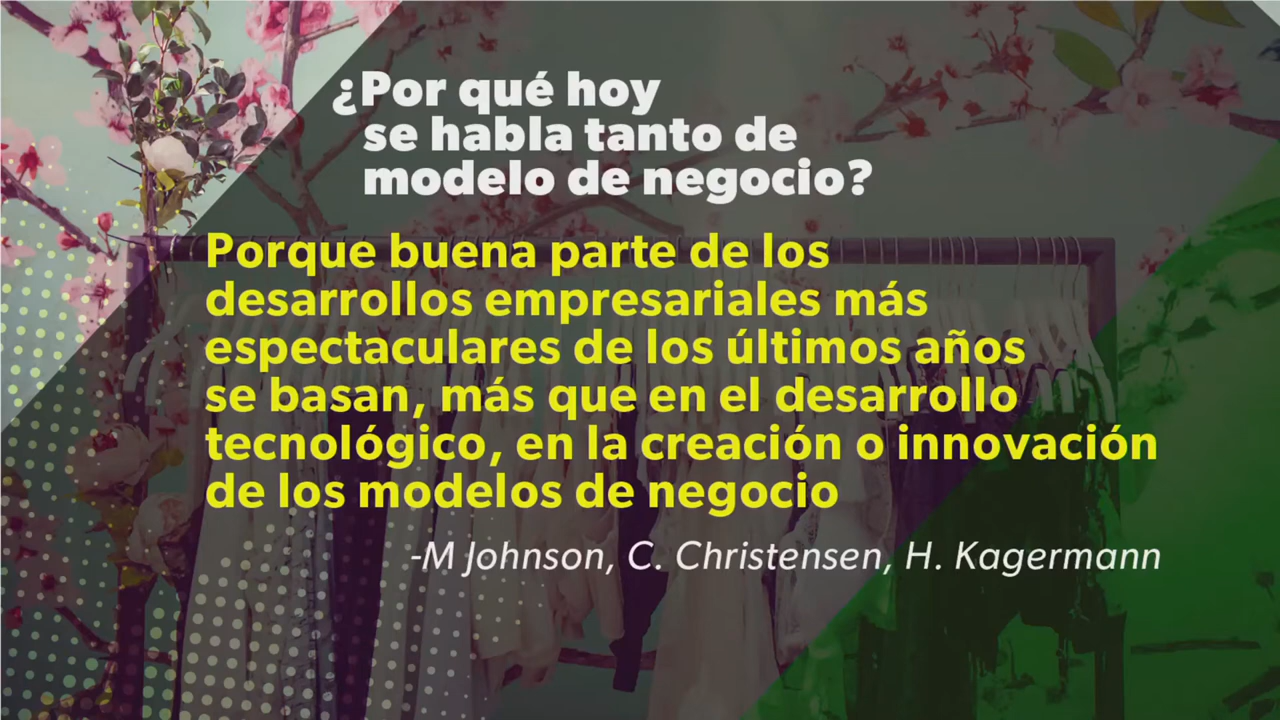 ¿Por qué hoy
se habla tanto de
modelo de negocio?
Porque buena parte de los
desarrollos empresariales más
espectaculares de los últimos años
se basan, más que en el desarrollo
tecnológico, en la creación o innovación
de los modelos de negocio
-M Johnson, C. Christensen, H. Kagermann